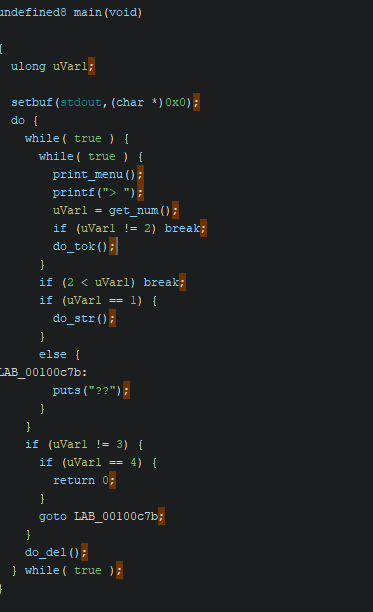 undefined8 main(void)
{
ulong uVar1;
setbuf(stdout,(char *)0x0);
do {
while( true ) {
while( true ) {
print_menu();
printf("> ");
uVar1 = get_num();
if (uVar1 != 2) break;
do_tok();
}
if (2 < uVar1) break;
if (uVar1 == 1) {
do_str();
}
else {
LAB_00100c7b:
puts("??");
}
}
if (uVar1 != 3) {
if (uVar1 == 4) {
return 0;
}
goto LAB_00100c7b;
}
do_del();
} while( true );
}